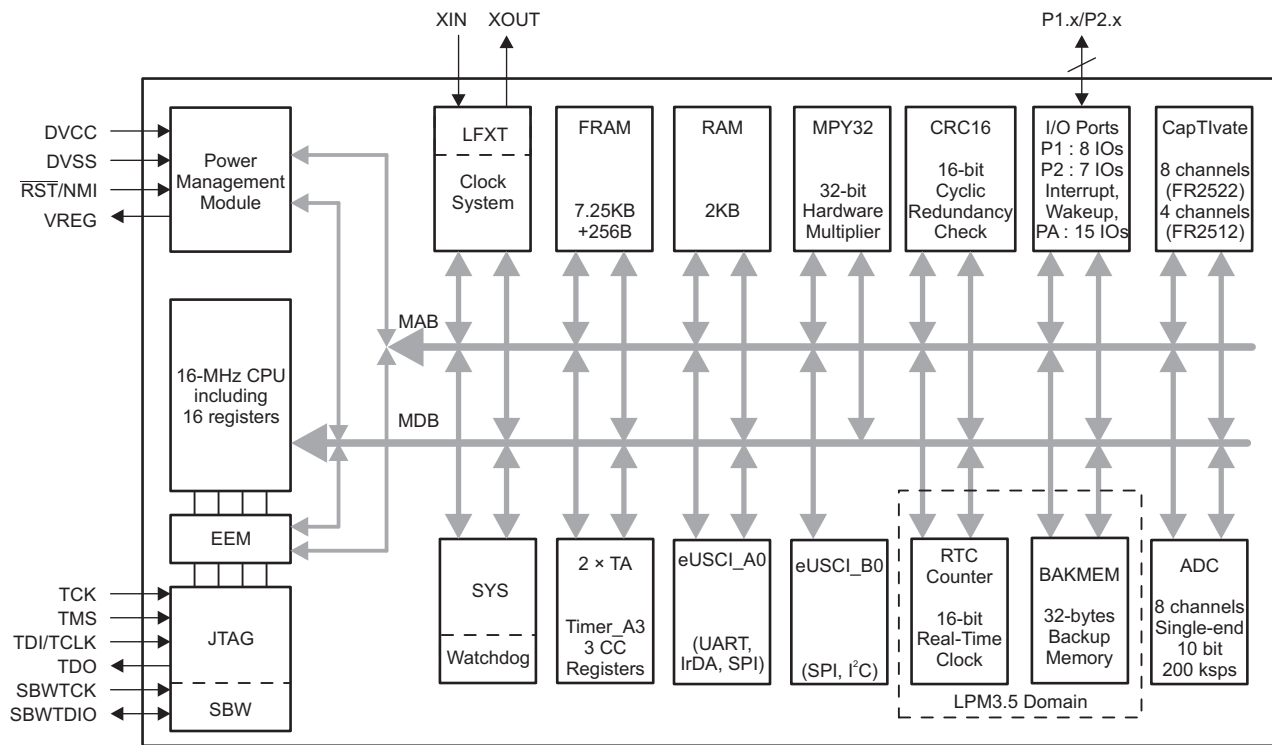 XIN
XOUT
P1.x/P2.x
DVCC
DVSS
RST/NMI
VREG
Power
Management
Module
LFXT
Clock
System
FRAM
7.25KB
+256B
RAM
2KB
MPY32
32-bit
Hardware
Multiplier
CRC16
16-bit
Cyclic
Redundancy
Check
I/O Ports
P1 : 8 IOs
P2 : 7 IOs
Interrupt,
Wakeup,
PA : 15 IOs
CapTIvate
8 channels
(FR2522)
4 channels
(FR2512)
MAB
16-MHz CPU
including
16 registers
MDB
EEM
TCK
TMS
TDI/TCLK
TDO
SBWTCK
SBWTDIO
JTAG
SBW
SYS
Watchdog
2 × TA
Timer_A3
3 CC
Registers
eUSCI_A0
(UART,
IrDA, SPI)
eUSCI_B0
(SPI, I²C)
RTC
Counter
16-bit
Real-Time
Clock
BAKMEM
32-bytes
Backup
Memory
LPM3.5 Domain
ADC
8 channels
Single-end
10 bit
200 ksps